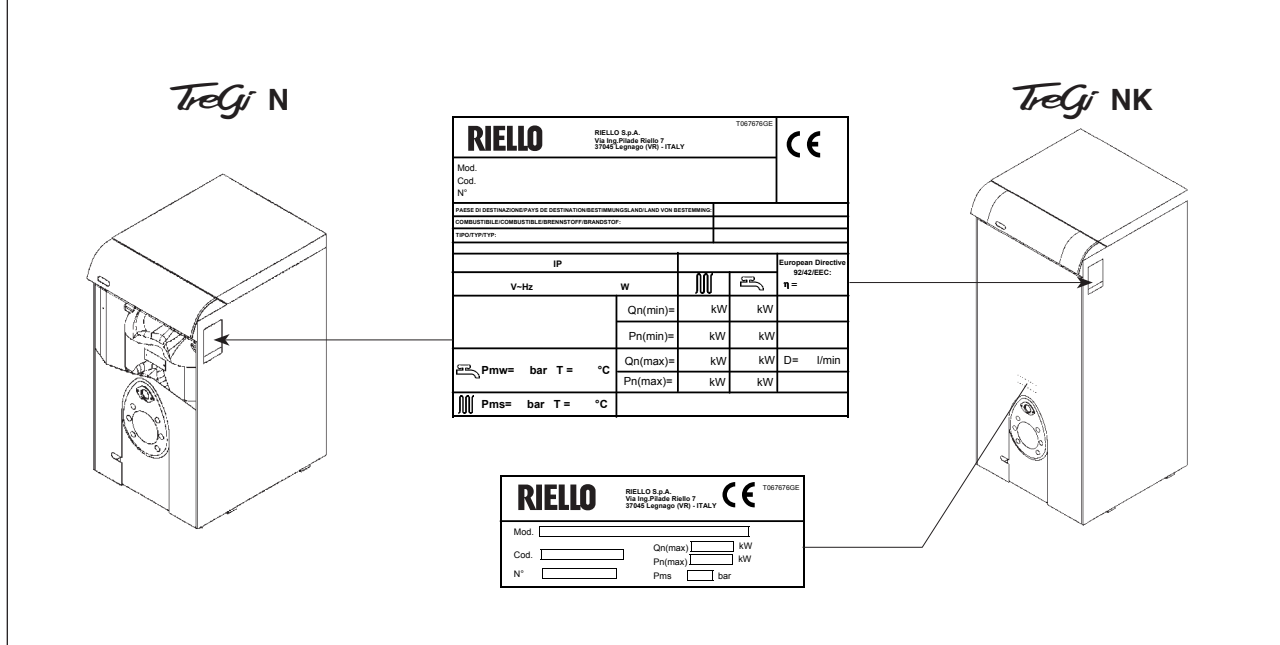 TreGi N
TreGi NK
RIELLO
RIELLO S.p.A.
Via Ing.Pilade Riello 7
37045 Legnago (VR) - ITALY
T067676GE
CE
Mod.
Cod.
N°
PAESE DI DESTINAZIONE/PAYS DE DESTINATION/BESTIMMUNGSLAND/LAND VON BESTEMMING:
COMBUSTIBILE/COMBUSTIBLE/BRENNSTOFF/BRANDSTOF:
TIPO/TYP/TYP:
IP
European Directive
92/42/EEC:
V~Hz W
η =
Qn(min)= kW kW
Pn(min)= kW kW
Qn(max)= kW kW D= l/min
Pmw= bar T = °C
Pn(max)= kW kW
Pms= bar T = °C
RIELLO
RIELLO S.p.A.
Via Ing.Pilade Riello 7
37045 Legnago (VR) - ITALY
CE
T067676GE
Mod.
Cod.
N°
Qn(max) kW
Pn(max) kW
Pms bar